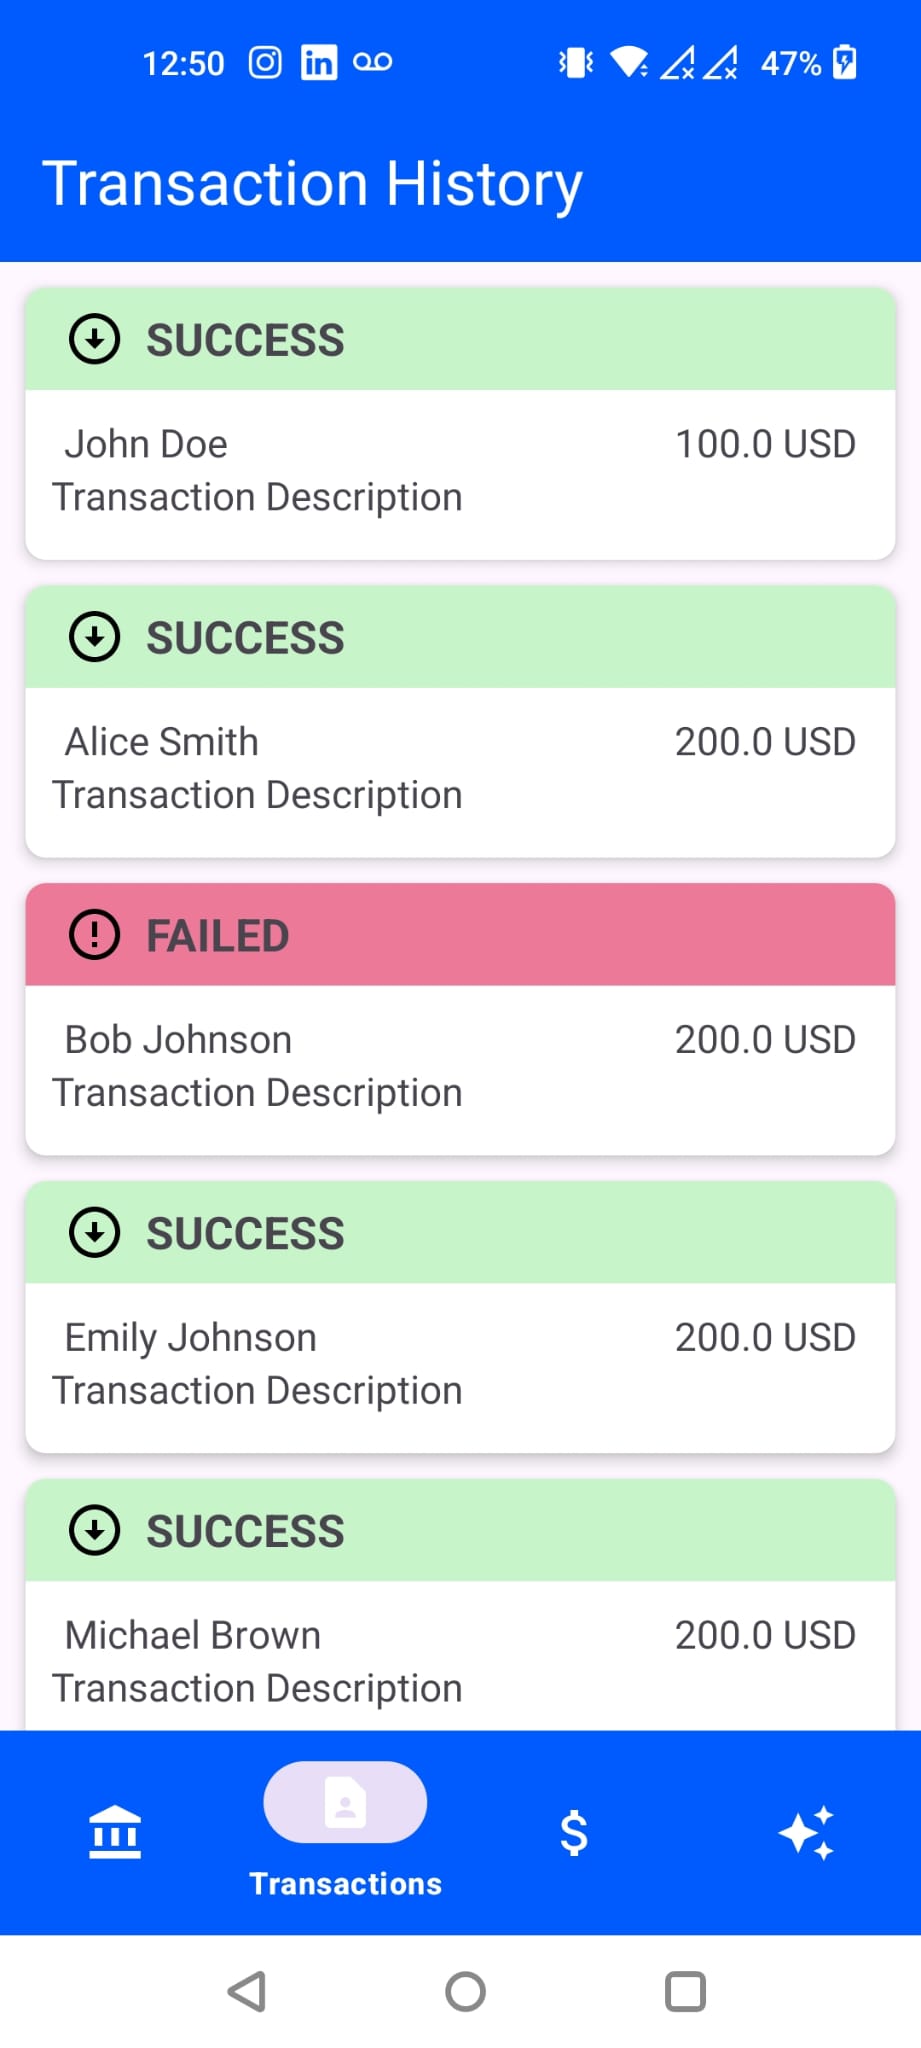 12:50 47%
Transaction History
SUCCESS
John Doe 100.0 USD
Transaction Description
SUCCESS
Alice Smith 200.0 USD
Transaction Description
FAILED
Bob Johnson 200.0 USD
Transaction Description
SUCCESS
Emily Johnson 200.0 USD
Transaction Description
SUCCESS
Michael Brown 200.0 USD
Transaction Description
Transactions